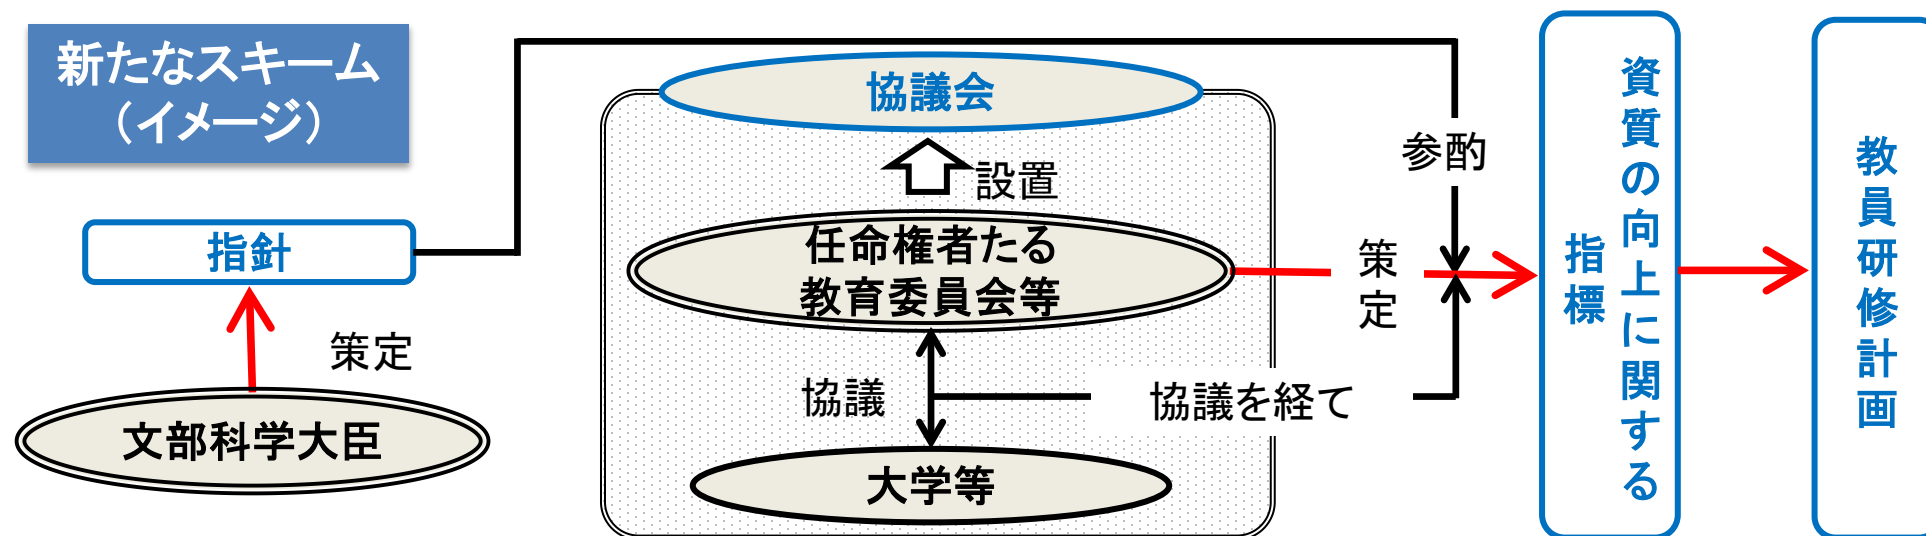 新たなスキーム
（イメージ）
指針
策定
文部科学大臣
協議会
設置
任命権者たる
教育委員会等
協議
大学等
協議を経て
策定
参酌
資質の向上に関する
指標
教員研修計画